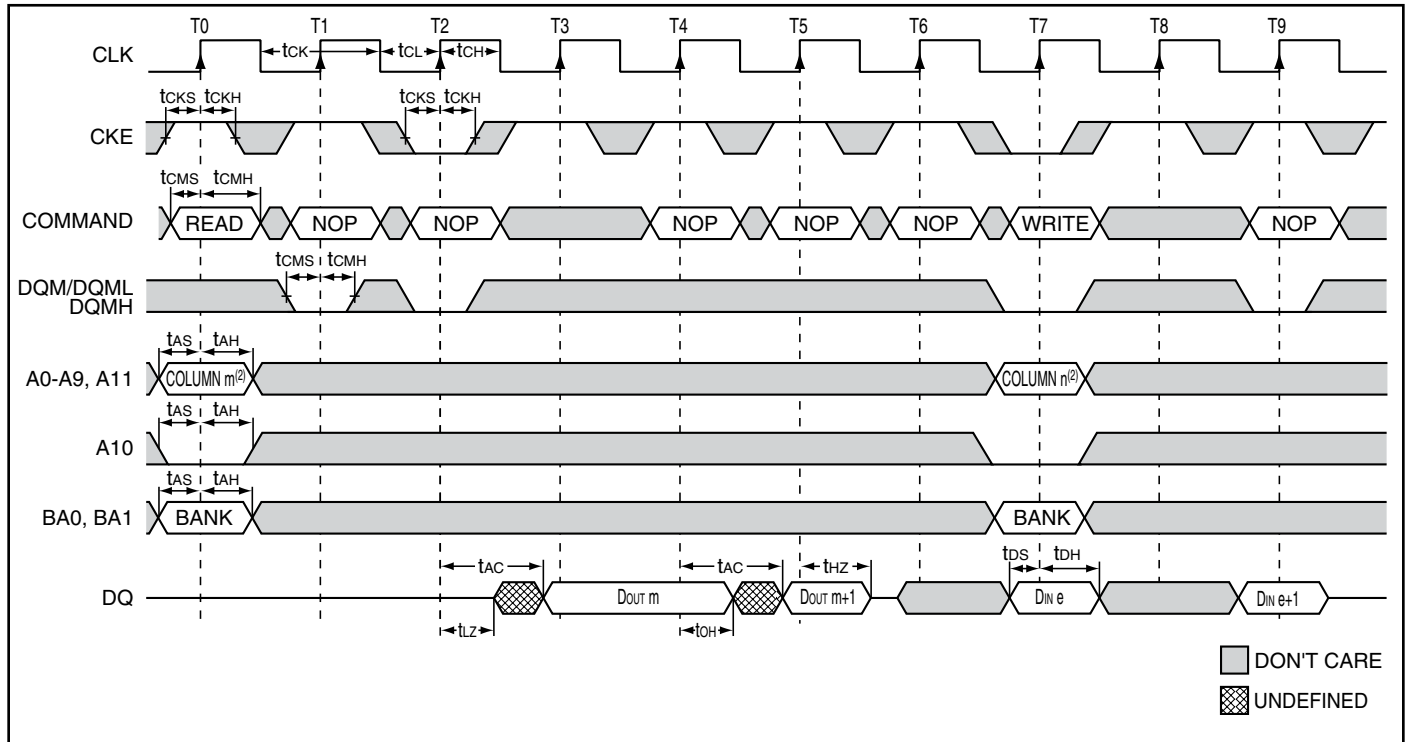 T0 T1 T2 T3 T4 T5 T6 T7 T8 T9
CLK
tCK tCL tCH
tCKS tCKH tCKS tCKH
CKE
tCMS tCMH
COMMAND READ NOP NOP NOP NOP NOP WRITE NOP
tCMS tCMH
DQM/DQML
DQMH
tAS tAH
A0-A9, A11 COLUMN m(2) COLUMN n(2)
tAS tAH
A10
tAS tAH
BA0, BA1 BANK BANK
tAC tAC tHZ tDS tDH
DQ DOUT m DOUT m+1 DIN e DIN e+1
tLZ tOH
DON'T CARE
UNDEFINED